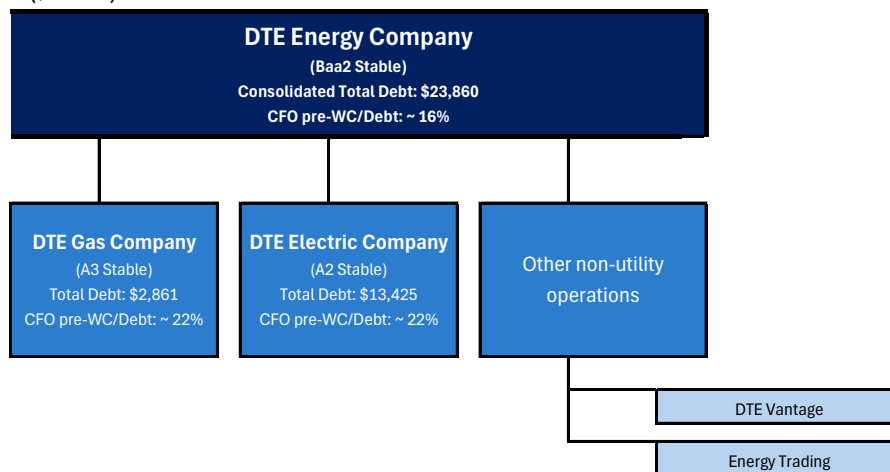 DTE Energy Company
(Baa2 Stable)
Consolidated Total Debt: $23,860
CFO pre-WC/Debt: ~ 16%
DTE Gas Company
(A3 Stable)
Total Debt: $2,861
CFO pre-WC/Debt: ~ 22%
DTE Electric Company
(A2 Stable)
Total Debt: $13,425
CFO pre-WC/Debt: ~ 22%
Other non-utility
operations
DTE Vantage
Energy Trading